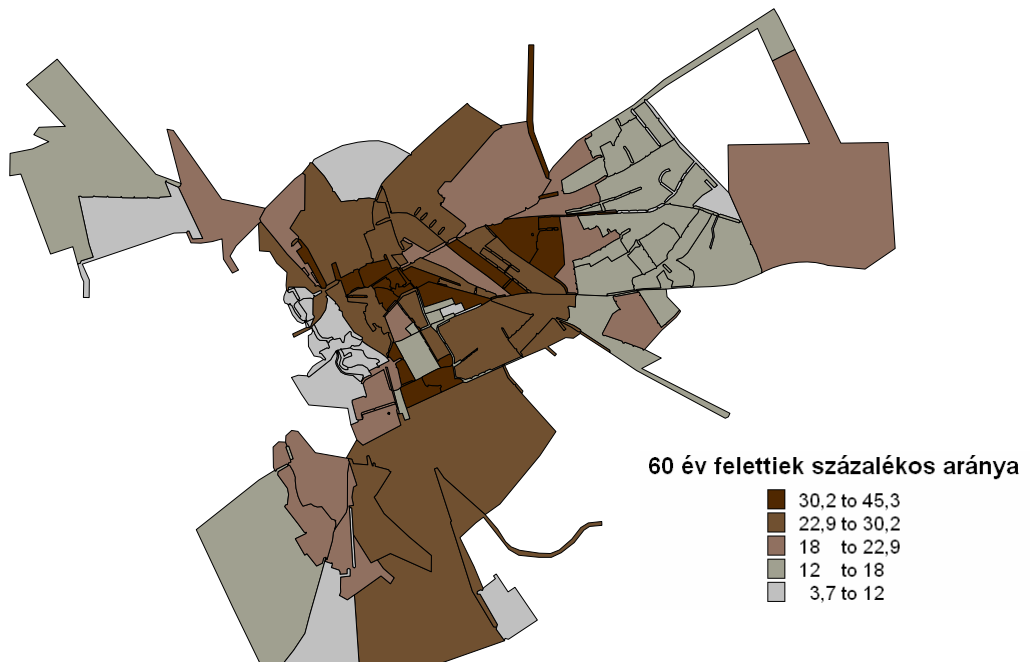 60 év felettiek százalékos aránya
30,2 to 45,3
22,9 to 30,2
18 to 22,9
12 to 18
3,7 to 12